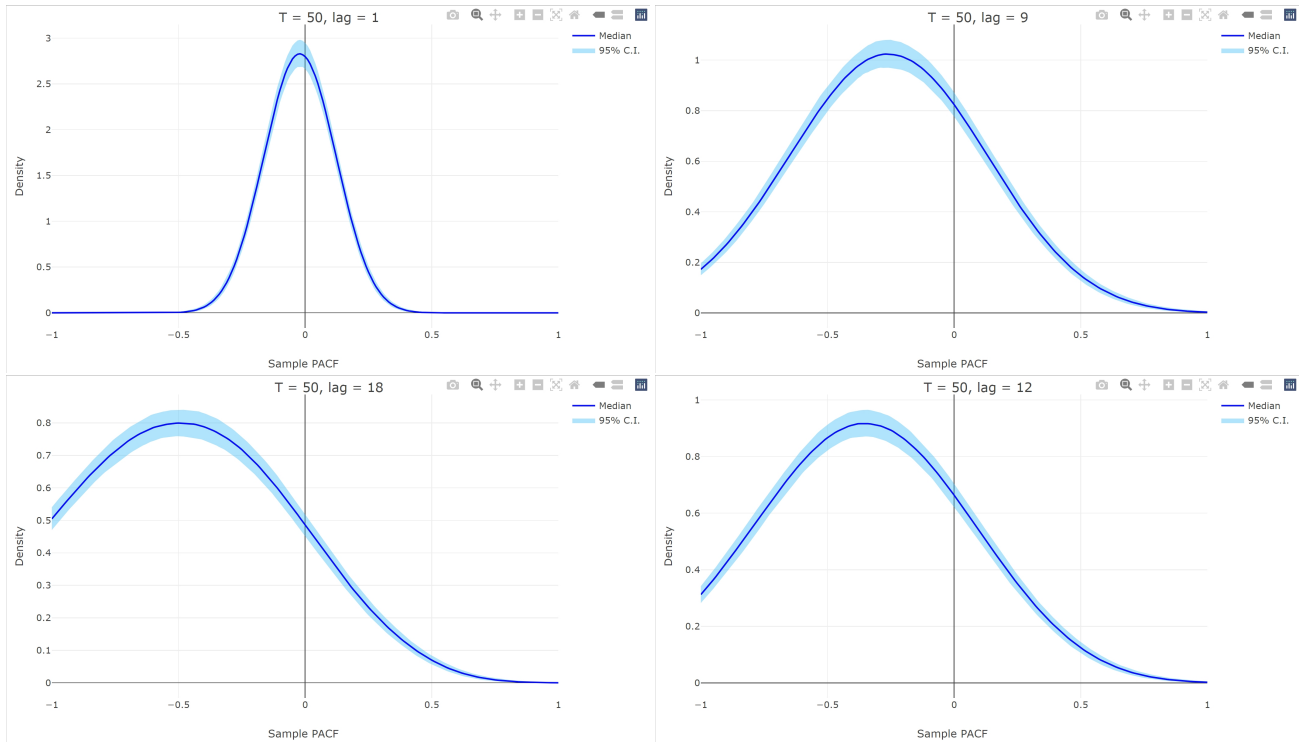 T = 50, lag = 1
Median
95% C.I.
3
2.5
2
1.5
1
0.5
0
−1
−0.5
0
0.5
1
Density
Sample PACF
T = 50, lag = 9
Median
95% C.I.
1
0.8
0.6
0.4
0.2
0
−1
−0.5
0
0.5
1
Density
Sample PACF
T = 50, lag = 18
Median
95% C.I.
0.8
0.7
0.6
0.5
0.4
0.3
0.2
0.1
0
−1
−0.5
0
0.5
1
Density
Sample PACF
T = 50, lag = 12
Median
95% C.I.
1
0.8
0.6
0.4
0.2
0
−1
−0.5
0
0.5
1
Density
Sample PACF